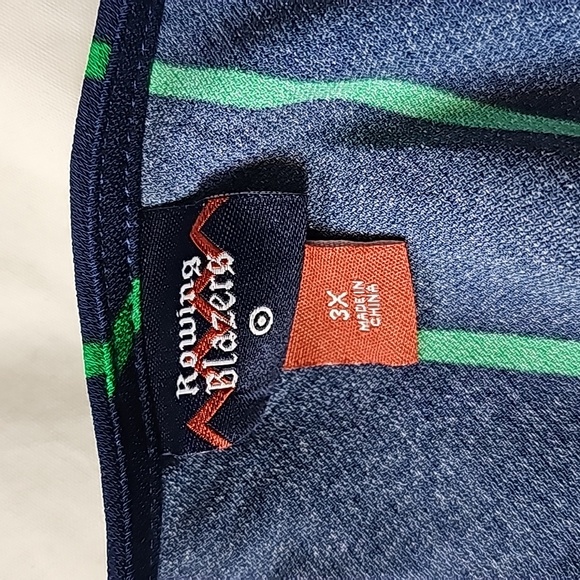 Rowing
Blazers
3X
MADE IN
CHINA